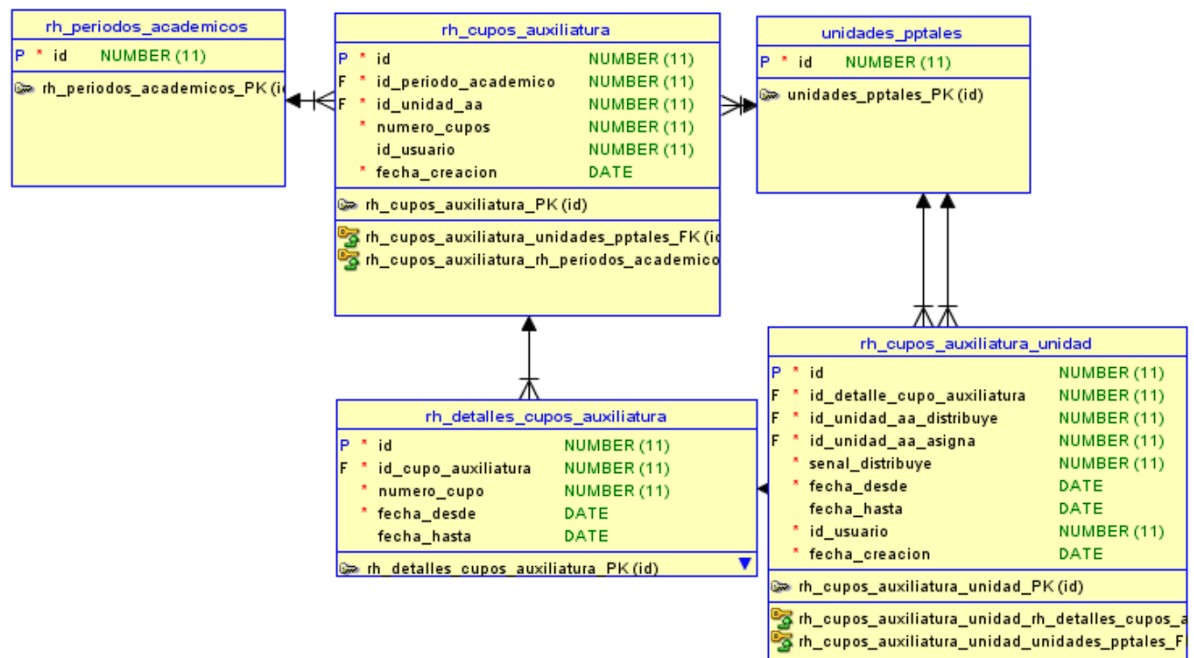 rh_periodos_academicos
P * id NUMBER (11)
rh_periodos_academicos_PK (i
rh_cupos_auxiliatura
P * id NUMBER (11)
F * id_periodo_academico NUMBER (11)
F * id_unidad_aa NUMBER (11)
* numero_cupos NUMBER (11)
id_usuario NUMBER (11)
* fecha_creacion DATE
rh_cupos_auxiliatura_PK (id)
rh_cupos_auxiliatura_unidades_pptales_FK (i
rh_cupos_auxiliatura_rh_periodos_academico
unidades_pptales
P * id NUMBER (11)
unidades_pptales_PK (id)
rh_detalles_cupos_auxiliatura
P * id NUMBER (11)
F * id_cupo_auxiliatura NUMBER (11)
* numero_cupo NUMBER (11)
* fecha_desde DATE
fecha_hasta DATE
rh_detalles_cupos_auxiliatura_PK (id)
rh_cupos_auxiliatura_unidad
P * id NUMBER (11)
F * id_detalle_cupo_auxiliatura NUMBER (11)
F * id_unidad_aa_distribuye NUMBER (11)
F * id_unidad_aa_asigna NUMBER (11)
* senal_distribuye NUMBER (11)
* fecha_desde DATE
fecha_hasta DATE
* id_usuario NUMBER (11)
* fecha_creacion DATE
rh_cupos_auxiliatura_unidad_PK (id)
rh_cupos_auxiliatura_unidad_rh_detalles_cupos_a
rh_cupos_auxiliatura_unidad_unidades_pptales_F